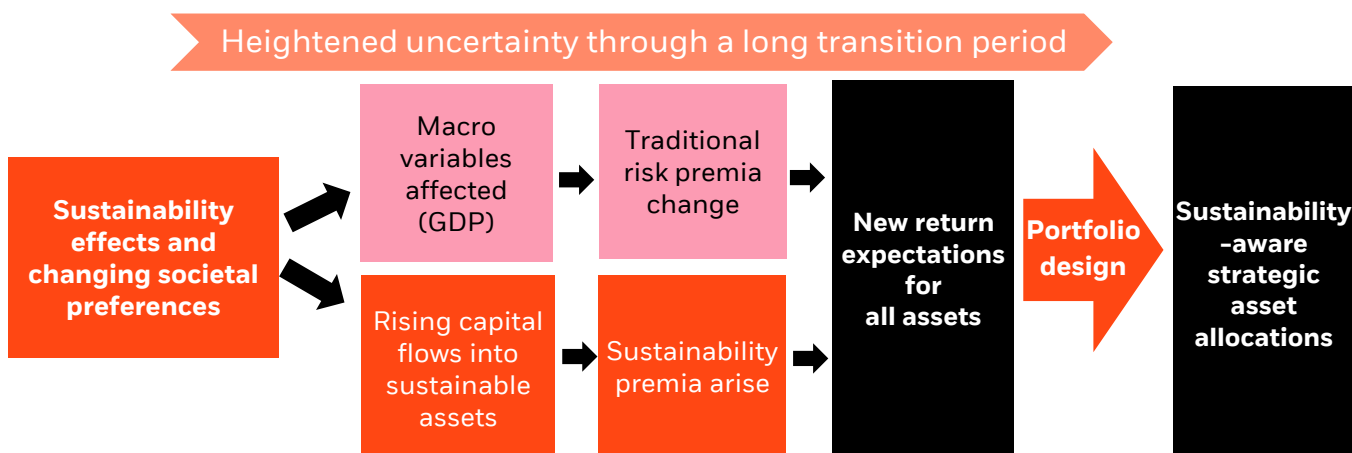 Heightened uncertainty through a long transition period
Sustainability
effects and
changing societal
preferences
Macro
variables
affected
(GDP)
Traditional
risk premia
change
Rising capital
flows into
sustainable
assets
Sustainability
premia arise
New return
expectations
for
all assets
Portfolio
design
Sustainability
-aware
strategic
asset
allocations